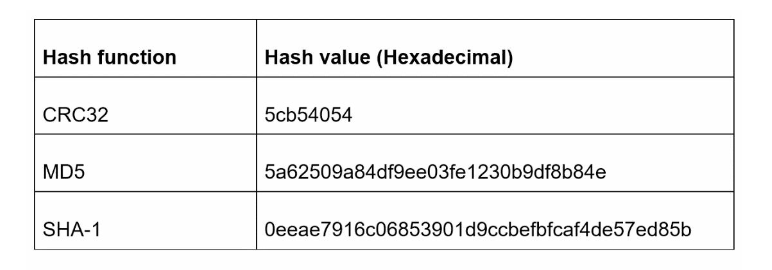 Hash function Hash value (Hexadecimal)
CRC32 5cb54054
MD5 5a62509a84df9ee03fe1230b9df8b84e
SHA-1 0eeae7916c06853901d9ccbefbfcaf4de57ed85b